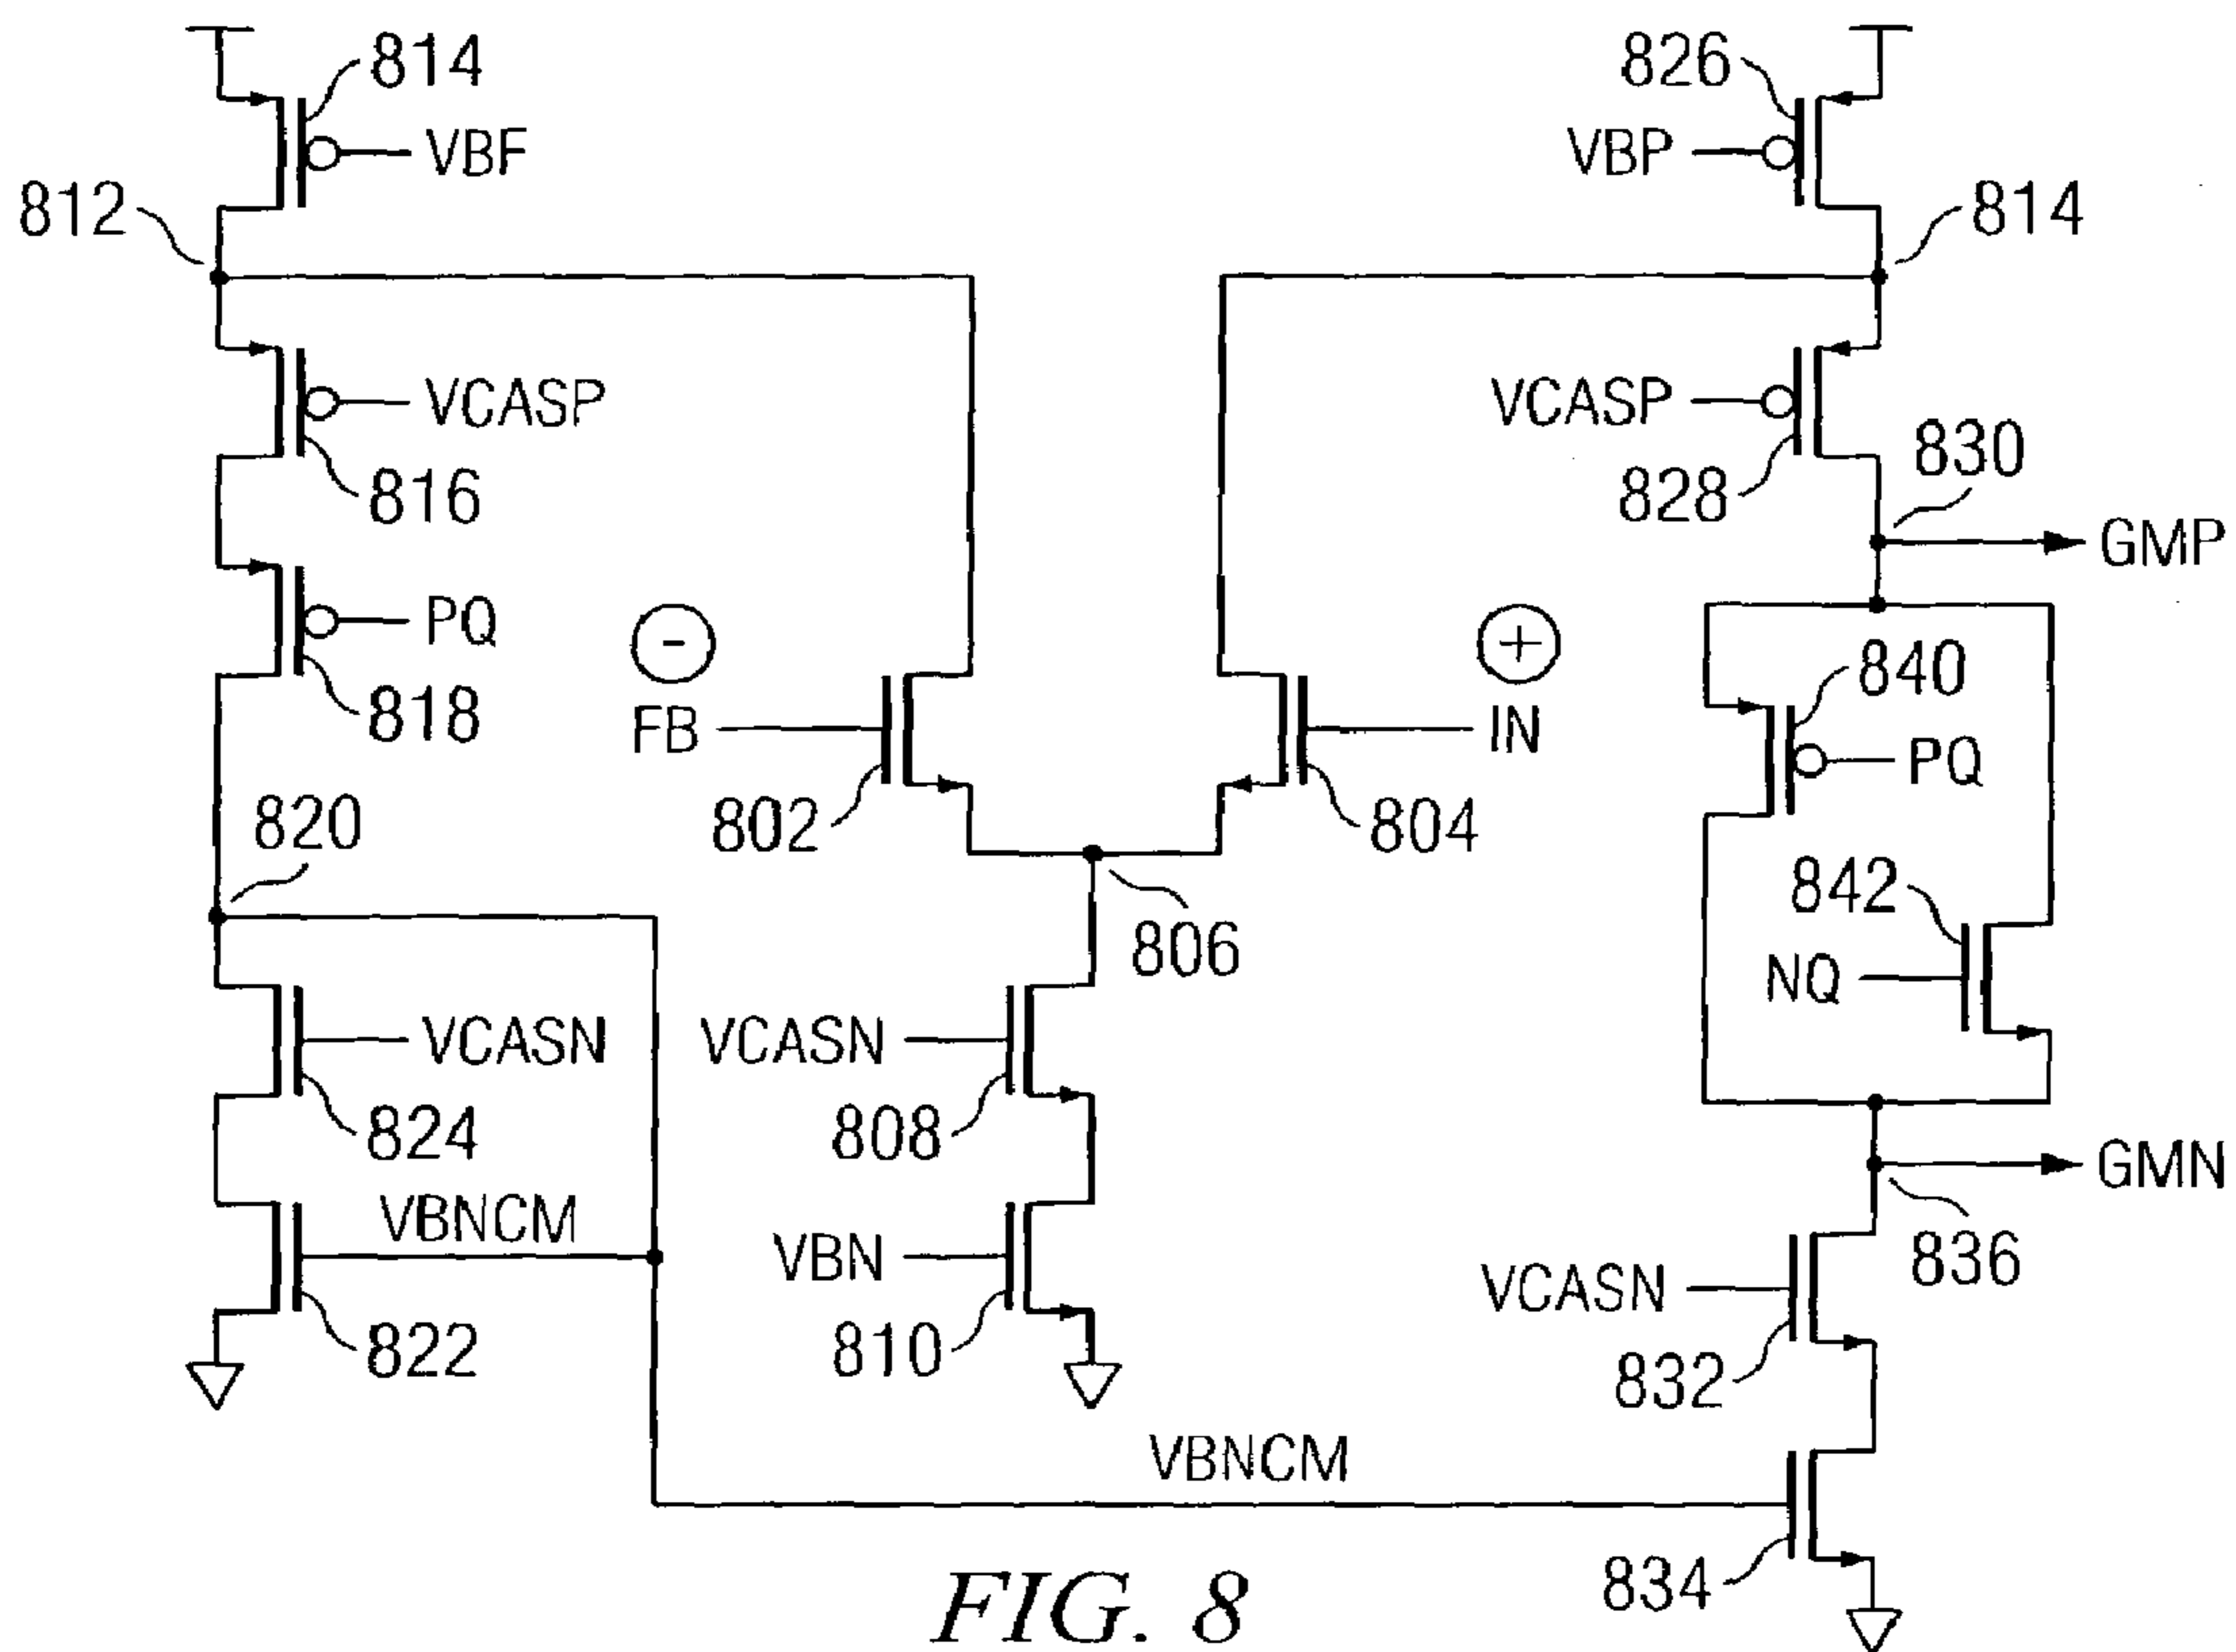 814
826
VBF
VBP
812
814
VCASP
VCASP
830
816
828
GMP
PQ
-
+
840
818
FB
IN
PQ
820
802
804
842
806
NQ
VCASN
VCASN
824
808
GMN
VBNCM
VBN
836
VCASN
822
810
832
VBNCM
834
FIG. 8